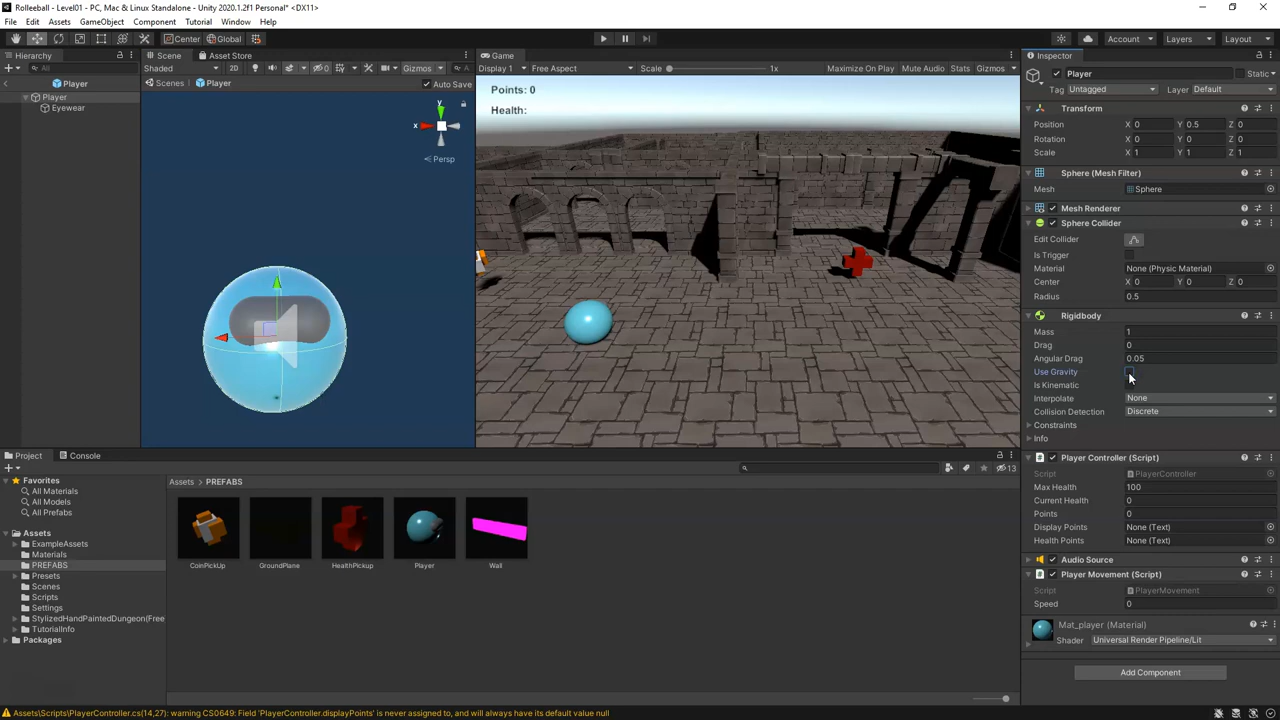 Rolleeball - Level01 - PC, Mac & Linux Standalone - Unity 2020.1.2f1 Personal* <DX11>
File Edit Assets GameObject Tutorial Component Window Help
Center Global Account Layers Layout
Hierarchy Scene Asset Store Game Inspector
All Shaded 2D 0 Gizmos A Display 1 Free Aspect Scale 1x Maximize On Play Mute Audio Stats Gizmos Player Static
Player Scenes Player Auto Save
Tag Untagged Layer Default
Player
Eyewear
y
x
Persp
Points: 0
Health:
Transform
Position X 0 Y 0.5 Z 0
Rotation X 0 Y 0 Z 0
Scale X 1 Y 1 Z 1
Sphere (Mesh Filter)
Mesh Sphere
Mesh Renderer
Sphere Collider
Edit Collider
Is Trigger
Material None (Physic Material)
Center X 0 Y 0 Z 0
Radius 0.5
Rigidbody
Mass 1
Drag 0
Angular Drag 0.05
Use Gravity
Is Kinematic
Interpolate None
Collision Detection Discrete
Constraints
Info
Player Controller (Script)
Script PlayerController
Max Health 100
Current Health 0
Points 0
Display Points None (Text)
Health Points None (Text)
Audio Source
Player Movement (Script)
Script PlayerMovement
Speed 0
Mat_player (Material)
Shader Universal Render Pipeline/Lit
Add Component
Project Console
13
Favorites
All Materials
All Models
All Prefabs
Assets
ExampleAssets
Materials
PREFABS
Presets
Scenes
Scripts
Settings
StylizedHandPaintedDungeon(Free
TutorialInfo
Packages
Assets PREFABS
CoinPickUp GroundPlane HealthPickup Player Wall
Assets\Scripts\PlayerController.cs(14,27): warning CS0649: Field 'PlayerController.displayPoints' is never assigned to, and will always have its default value null